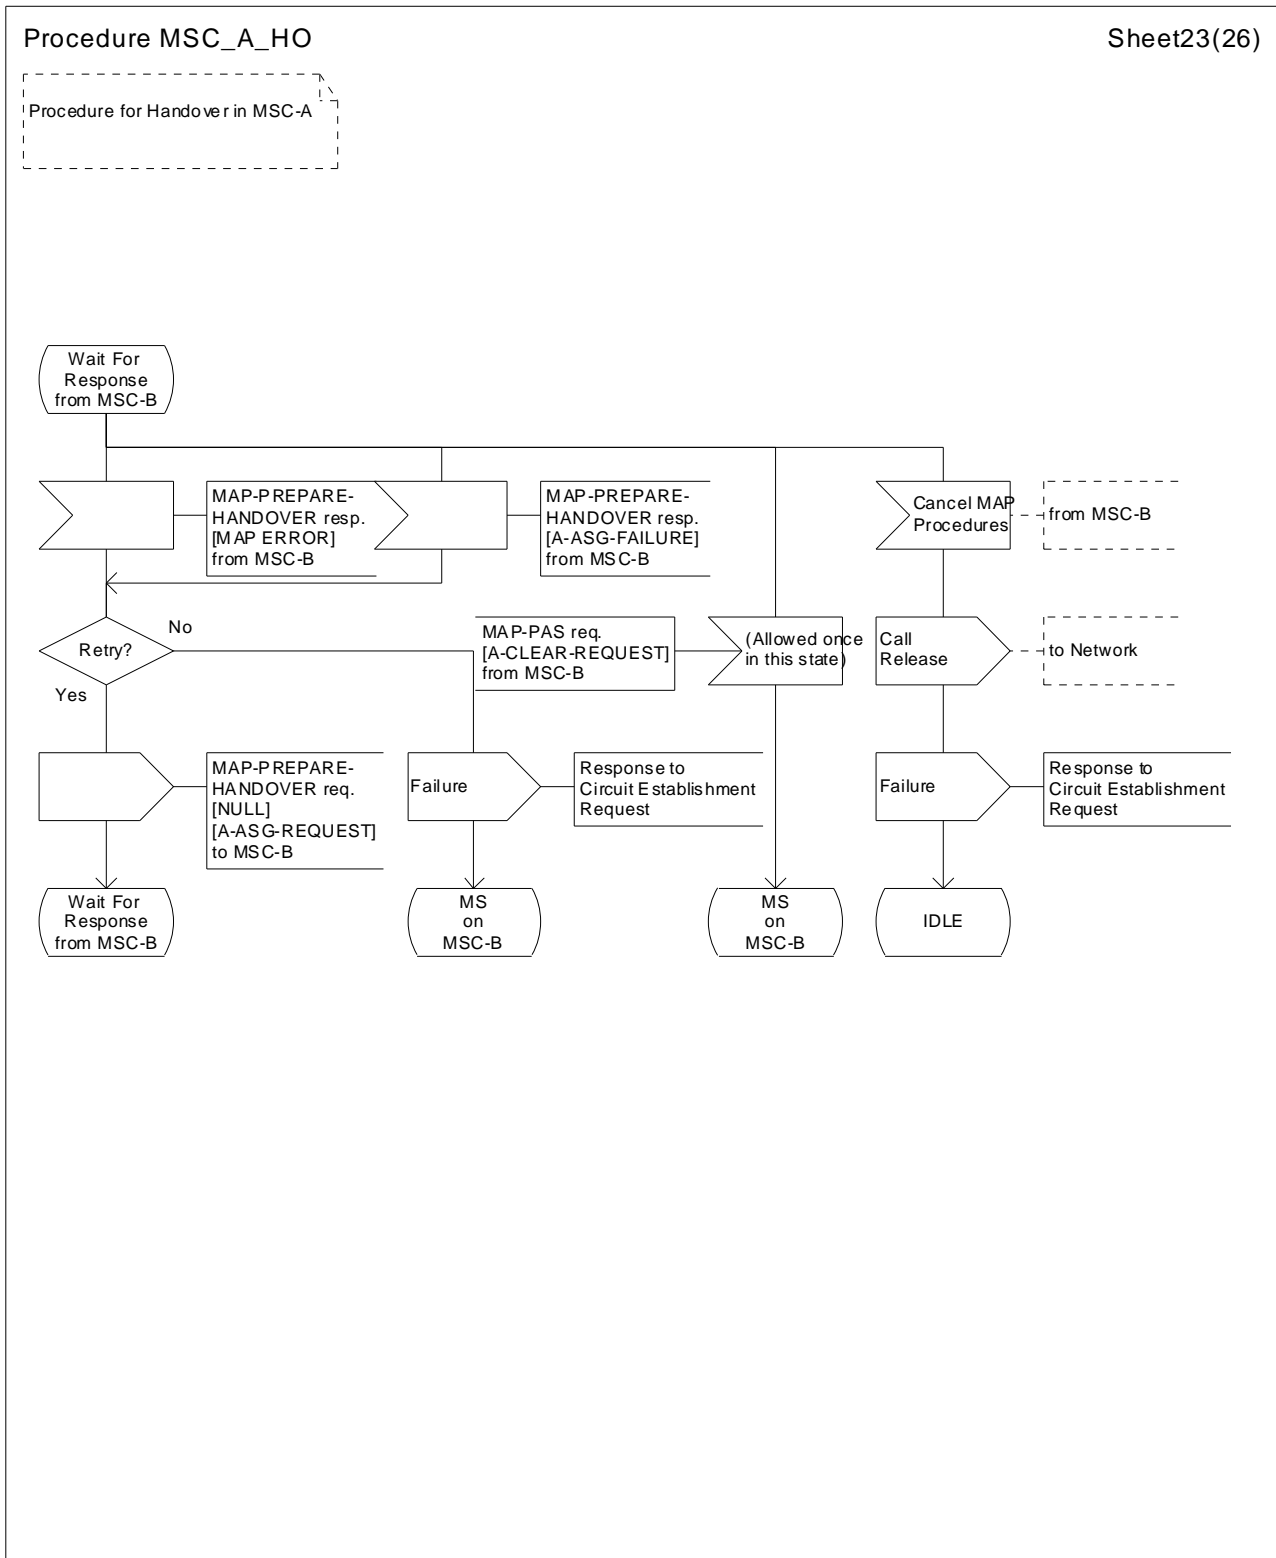 Procedure MSC_A_HO
Sheet23(26)
Procedure for Handover in MSC-A
Wait For
Response
from MSC-B
MAP-PREPARE-
HANDOVER resp.
[MAP ERROR]
from MSC-B
MAP-PREPARE-
HANDOVER resp.
[A-ASG-FAILURE]
from MSC-B
Cancel MAP
Procedures
from MSC-B
Retry?
No
Yes
MAP-PAS req.
[A-CLEAR-REQUEST]
from MSC-B
(Allowed once
in this state)
Call
Release
to Network
MAP-PREPARE-
HANDOVER req.
[NULL]
[A-ASG-REQUEST]
to MSC-B
Failure
Response to
Circuit Establishment
Request
Failure
Response to
Circuit Establishment
Request
Wait For
Response
from MSC-B
MS
on
MSC-B
MS
on
MSC-B
IDLE